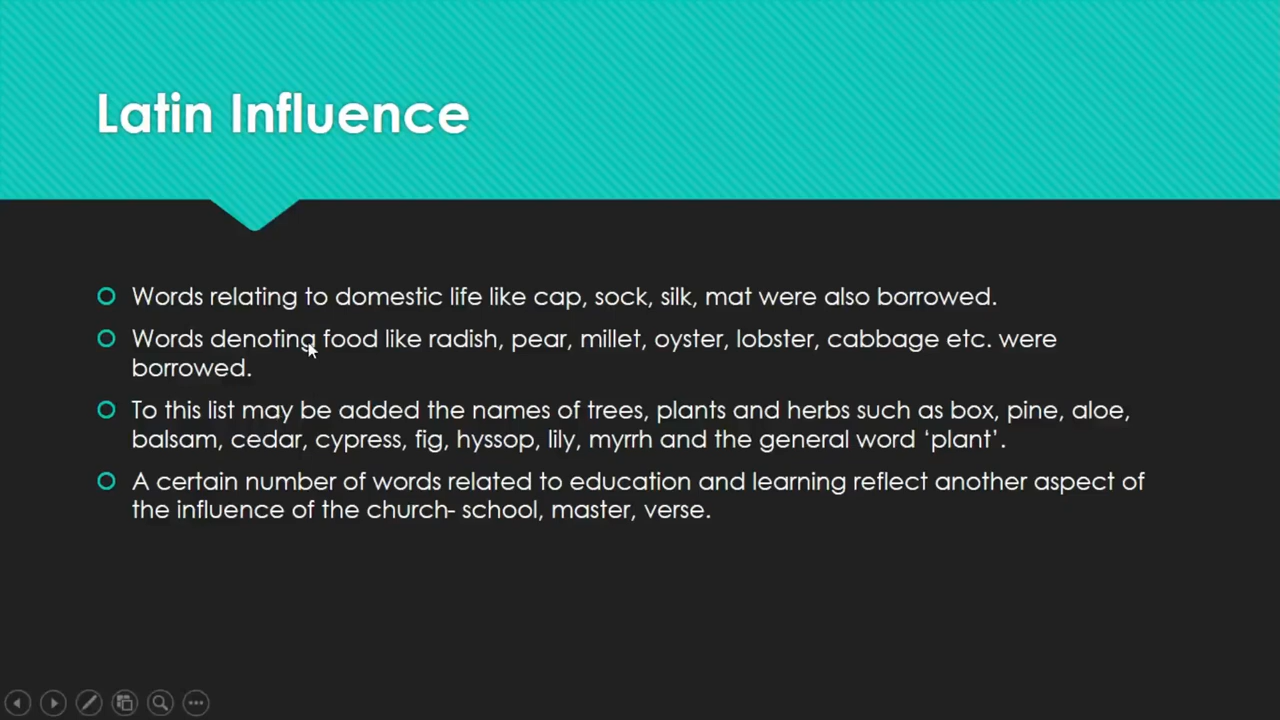 Latin Influence
Words relating to domestic life like cap, sock, silk, mat were also borrowed.
Words denoting food like radish, pear, millet, oyster, lobster, cabbage etc. were
borrowed.
To this list may be added the names of trees, plants and herbs such as box, pine, aloe,
balsam, cedar, cypress, fig, hyssop, lily, myrrh and the general word ‘plant’.
A certain number of words related to education and learning reflect another aspect of
the influence of the church- school, master, verse.